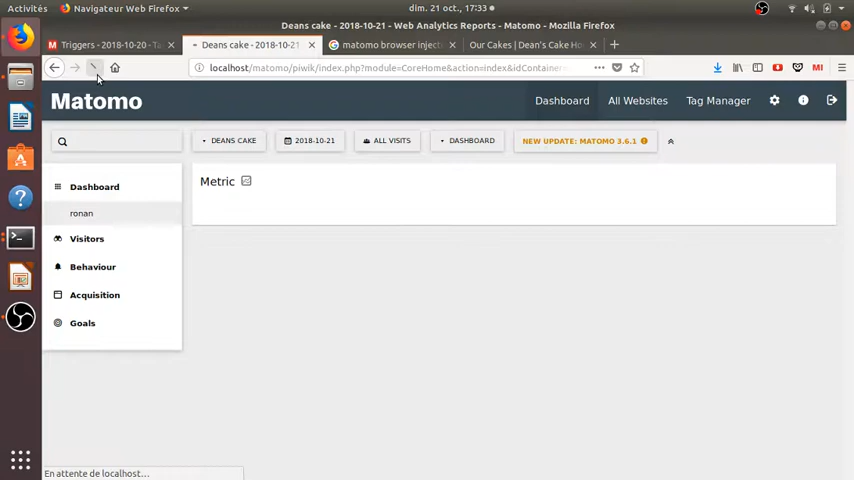 Activités Navigateur Web Firefox dim. 21 oct., 17:33
Deans cake - 2018-10-21 - Web Analytics Reports - Matomo - Mozilla Firefox
Triggers - 2018-10-20 - Ta Deans cake - 2018-10-21 matomo browser inject Our Cakes | Dean's Cake Ho
localhost/matomo/piwik/index.php?module=CoreHome&action=index&idContainer MI
Matomo Dashboard All Websites Tag Manager
DEANS CAKE 2018-10-21 ALL VISITS DASHBOARD NEW UPDATE: MATOMO 3.6.1
Metric
Dashboard
ronan
Visitors
Behaviour
Acquisition
Goals
En attente de localhost…